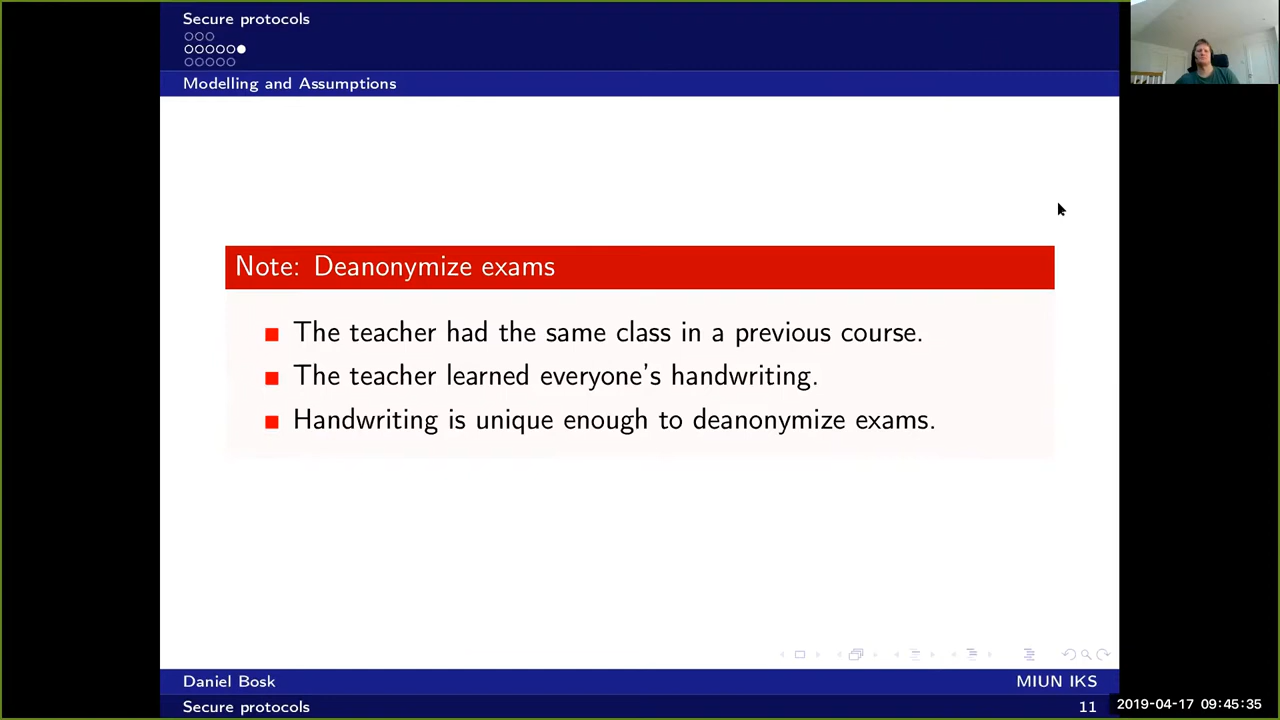 Secure protocols
Modelling and Assumptions
Note: Deanonymize exams
The teacher had the same class in a previous course.
The teacher learned everyone's handwriting.
Handwriting is unique enough to deanonymize exams.
Daniel Bosk
MIUN IKS
Secure protocols
11
2019-04-17 09:45:35